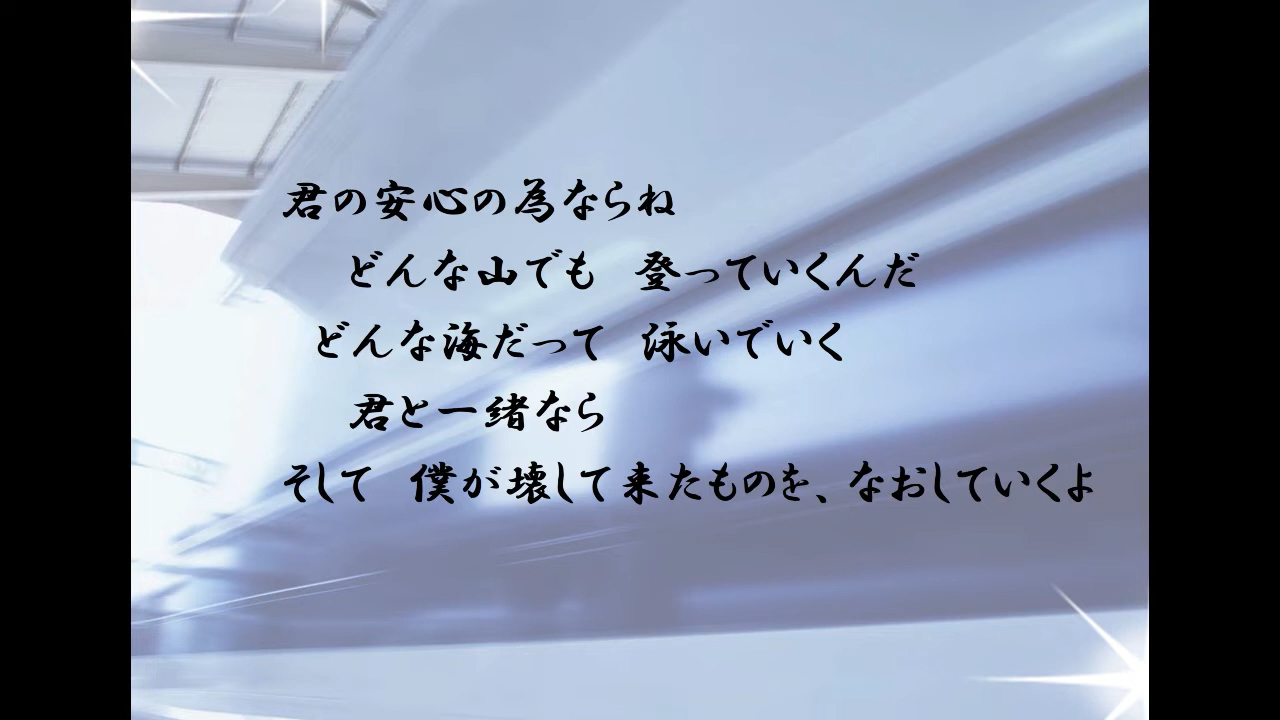 君の安心の為ならね
どんな山でも　登っていくんだ
どんな海だって　泳いでいく
君と一緒なら
そして　僕が壊して来たものを、なおしていくよ